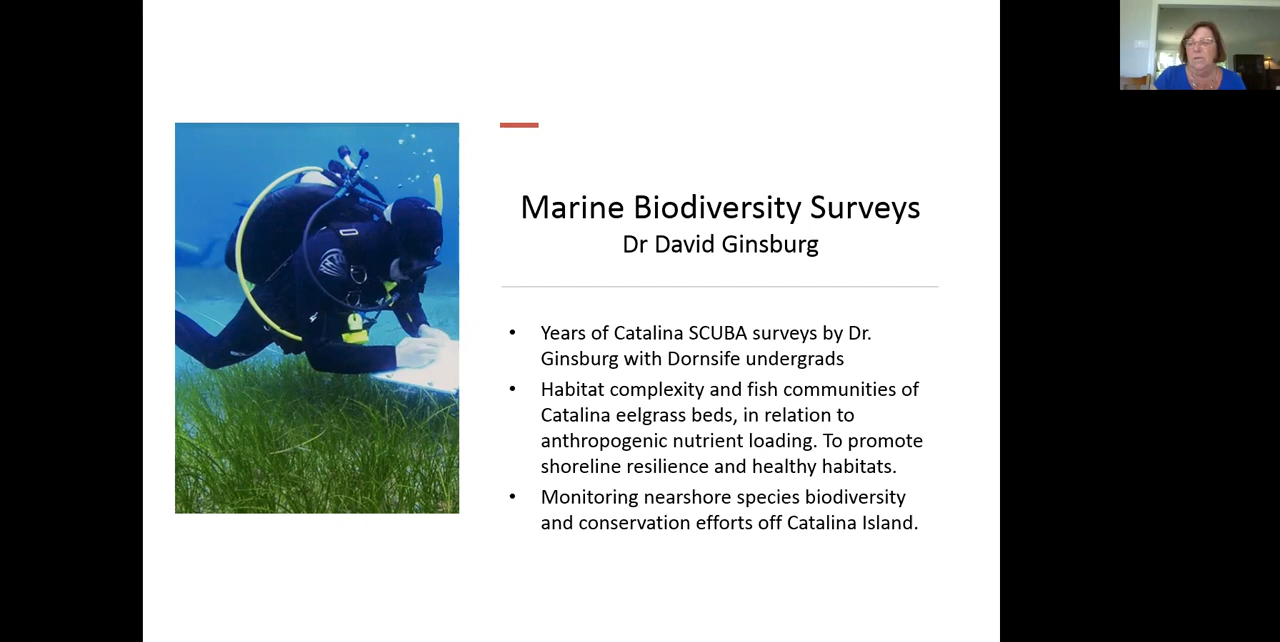 Marine Biodiversity Surveys
Dr David Ginsburg
• Years of Catalina SCUBA surveys by Dr.
Ginsburg with Dornsife undergrads
• Habitat complexity and fish communities of
Catalina eelgrass beds, in relation to
anthropogenic nutrient loading. To promote
shoreline resilience and healthy habitats.
• Monitoring nearshore species biodiversity
and conservation efforts off Catalina Island.